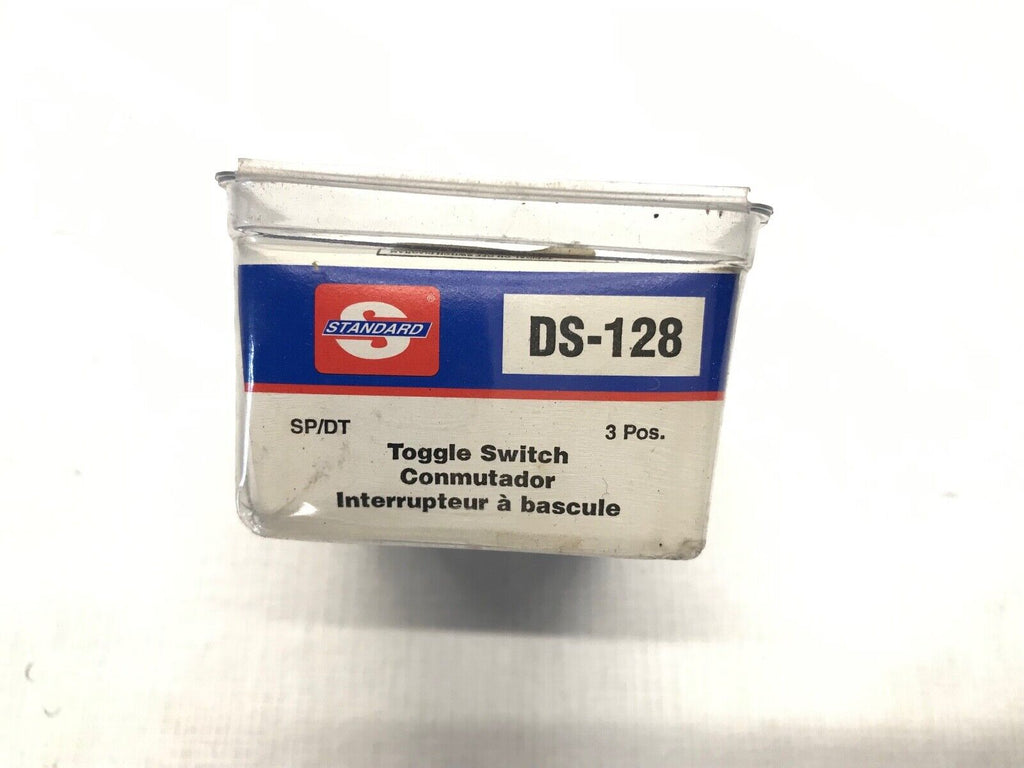 S
STANDARD
®
DS-128
SP/DT
3 Pos.
Toggle Switch
Conmutador
Interrupteur à bascule